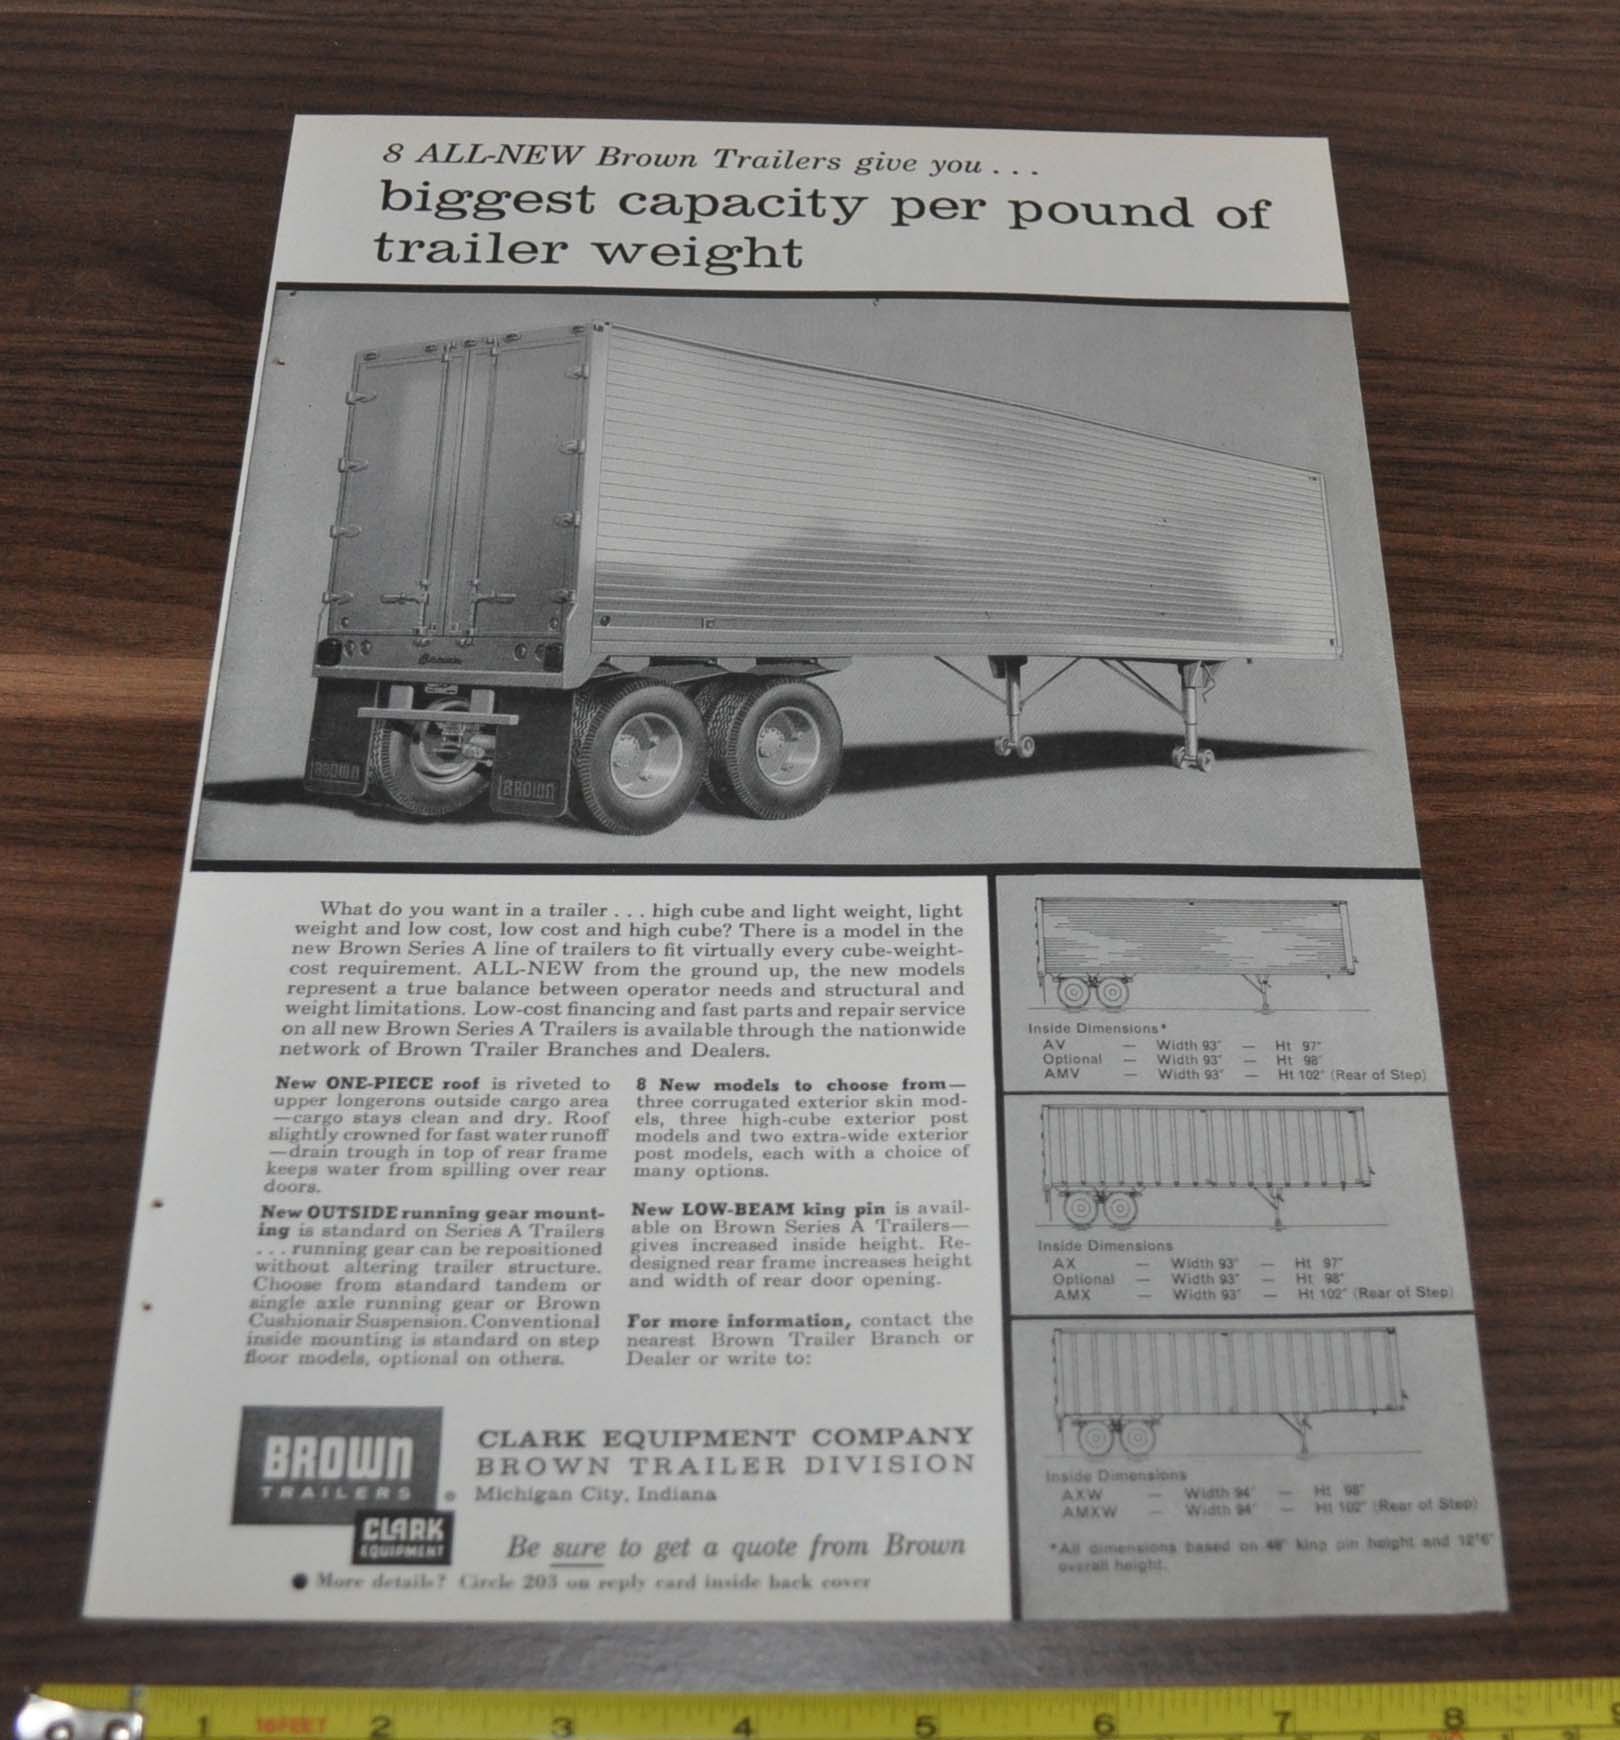 8 ALL-NEW Brown Trailers give you . . .
biggest capacity per pound of
trailer weight
Brown
BROWN
BROWN
What do you want in a trailer . . . high cube and light weight, light
weight and low cost, low cost and high cube? There is a model in the
new Brown Series A line of trailers to fit virtually every cube-weight-
cost requirement. ALL-NEW from the ground up, the new models
represent a true balance between operator needs and structural and
weight limitations. Low-cost financing and fast parts and repair service
on all new Brown Series A Trailers is available through the nationwide
network of Brown Trailer Branches and Dealers.
New ONE-PIECE roof is riveted to
upper longerons outside cargo area
—cargo stays clean and dry. Roof
slightly crowned for fast water runoff
—drain trough in top of rear frame
keeps water from spilling over rear
doors.
New OUTSIDE running gear mount-
ing is standard on Series A Trailers
. . . running gear can be repositioned
without altering trailer structure.
Choose from standard tandem or
single axle running gear or Brown
Cushionair Suspension. Conventional
inside mounting is standard on step
floor models, optional on others.
8 New models to choose from—
three corrugated exterior skin mod-
els, three high-cube exterior post
models and two extra-wide exterior
post models, each with a choice of
many options.
New LOW-BEAM king pin is avail-
able on Brown Series A Trailers—
gives increased inside height. Re-
designed rear frame increases height
and width of rear door opening.
For more information, contact the
nearest Brown Trailer Branch or
Dealer or write to:
BROWN
TRAILERS ®
CLARK
EQUIPMENT
CLARK EQUIPMENT COMPANY
BROWN TRAILER DIVISION
Michigan City, Indiana
Be sure to get a quote from Brown
● More details? Circle 203 on reply card inside back cover
Inside Dimensions*
AV — Width 93" — Ht 97"
Optional — Width 93" — Ht 98"
AMV — Width 93" — Ht 102" (Rear of Step)
Inside Dimensions
AX — Width 93" — Ht 97"
Optional — Width 93" — Ht 98"
AMX — Width 93" — Ht 102" (Rear of Step)
Inside Dimensions
AXW — Width 94" — Ht 98"
AMXW — Width 94" — Ht 102" (Rear of Step)
*All dimensions based on 48" king pin height and 12'6"
overall height.
1 10FEET 2 3 4 5 6 7 8 9